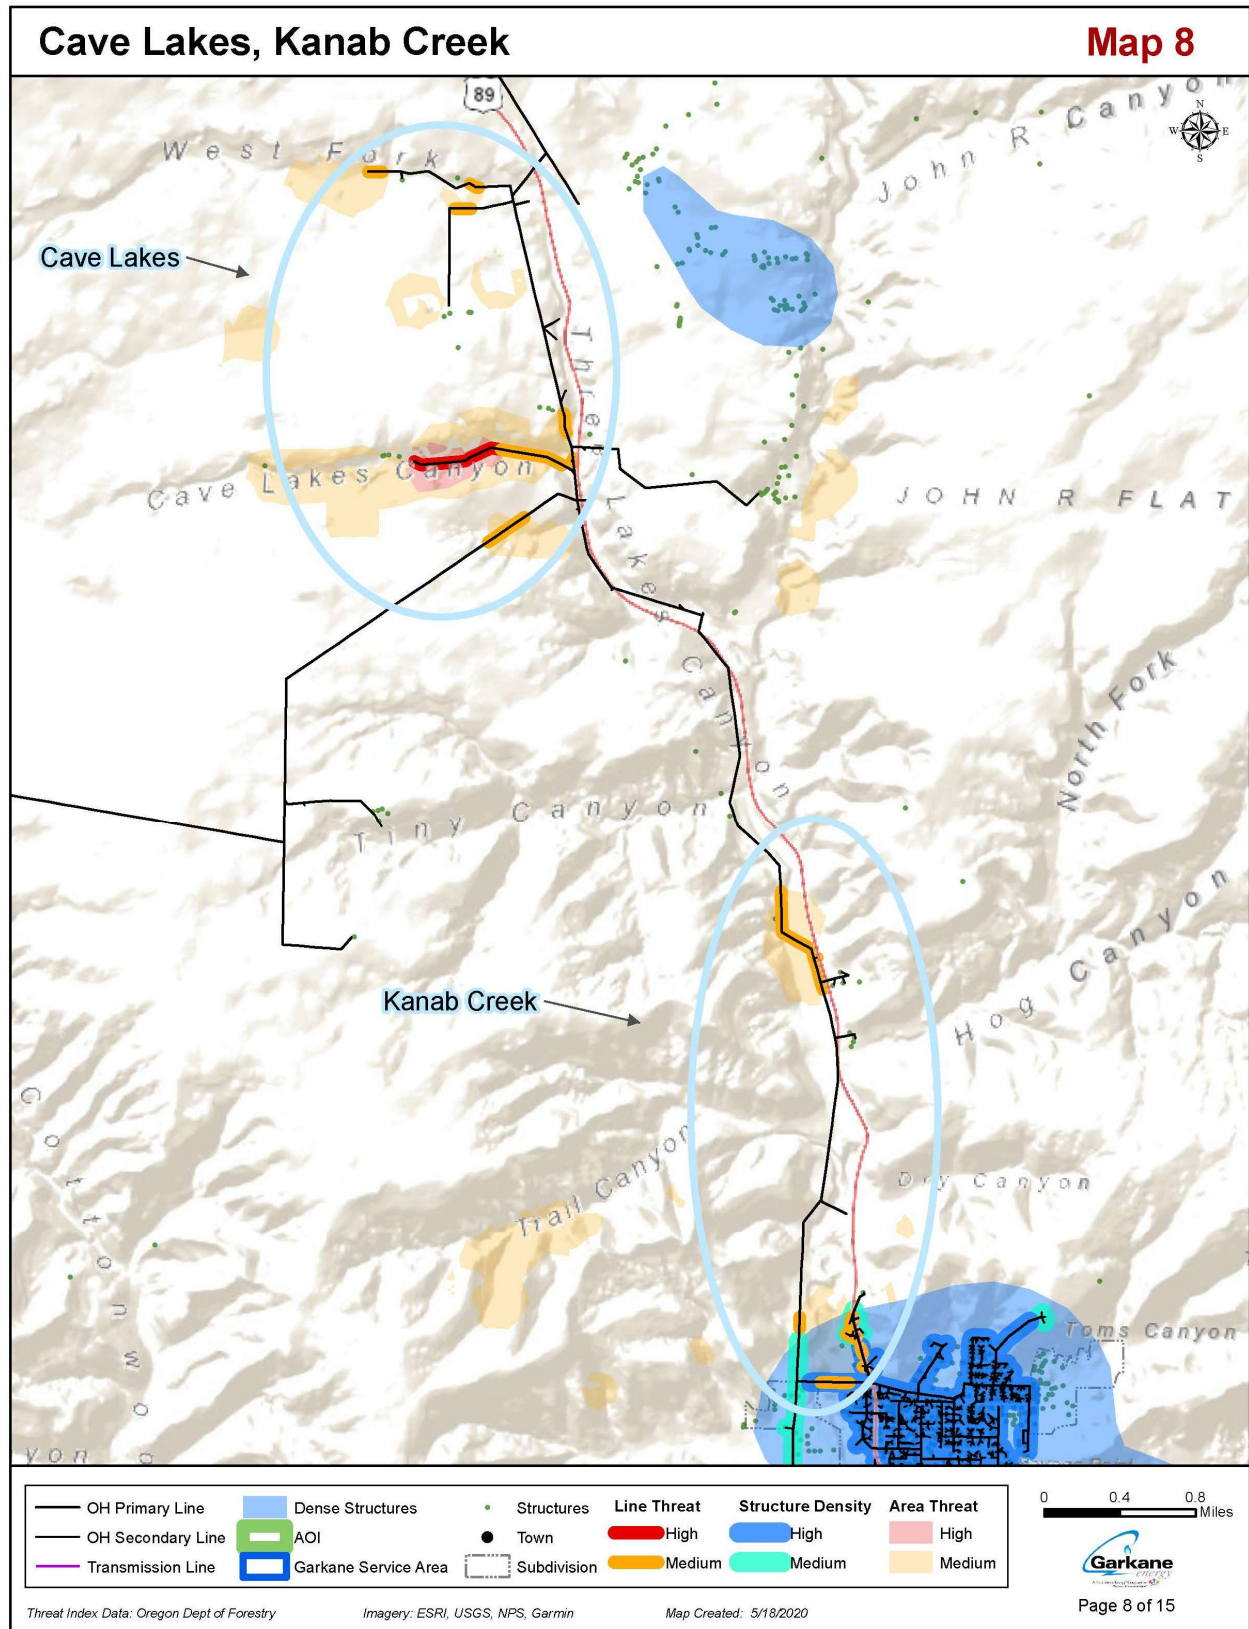 Cave Lakes, Kanab Creek
Map 8
89
N
W E
S
John R Canyon
West Fork
Cave Lakes
Three Lakes Canyon
Cave Lakes Canyon
JOHN R FLAT
North Fork
Tiny Canyon
Hog Canyon
Kanab Creek
Cottonwoo
Trail Canyon
Dry Canyon
Toms Canyon
yon
OH Primary Line
OH Secondary Line
Transmission Line
Dense Structures
AOI
Garkane Service Area
Structures
Town
Subdivision
Line Threat
High
Medium
Structure Density
High
Medium
Area Threat
High
Medium
0 0.4 0.8
Miles
Garkane
energy
Page 8 of 15
Threat Index Data: Oregon Dept of Forestry
Imagery: ESRI, USGS, NPS, Garmin
Map Created: 5/18/2020